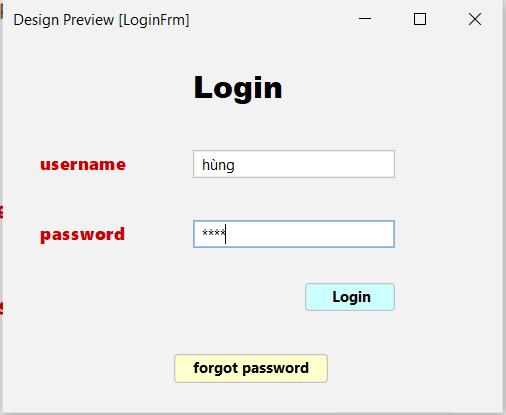 Design Preview [LoginFrm]
Login
username
hùng
password
****
Login
forgot password